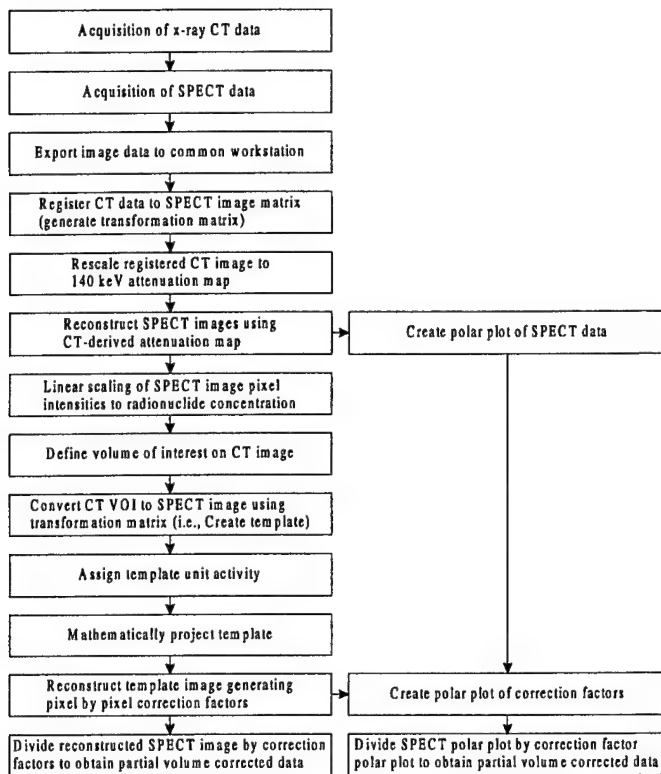 Acquisition of x-ray CT data
Acquisition of SPECT data
Export image data to common workstation
Register CT data to SPECT image matrix
(generate transformation matrix)
Rescale registered CT image to
140 keV attenuation map
Reconstruct SPECT images using
CT-derived attenuation map
Create polar plot of SPECT data
Linear scaling of SPECT image pixel
intensities to radionuclide concentration
Define volume of interest on CT image
Convert CT VOI to SPECT image using
transformation matrix (i.e., Create template)
Assign template unit activity
Mathematically project template
Reconstruct template image generating
pixel by pixel correction factors
Create polar plot of correction factors
Divide reconstructed SPECT image by correction
factors to obtain partial volume corrected data
Divide SPECT polar plot by correction factor
polar plot to obtain partial volume corrected data